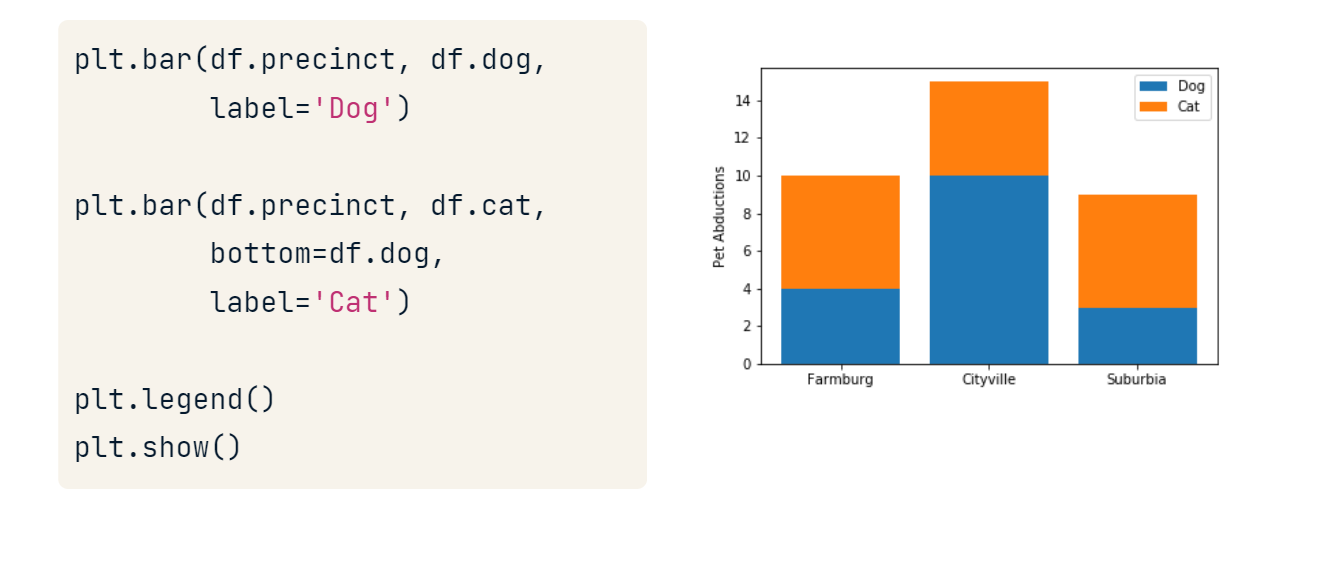 plt.bar(df.precinct, df.dog,
        label='Dog')

plt.bar(df.precinct, df.cat,
        bottom=df.dog,
        label='Cat')

plt.legend()
plt.show()
Dog
Cat
Pet Abductions
14
12
10
8
6
4
2
0
Farmburg Cityville Suburbia